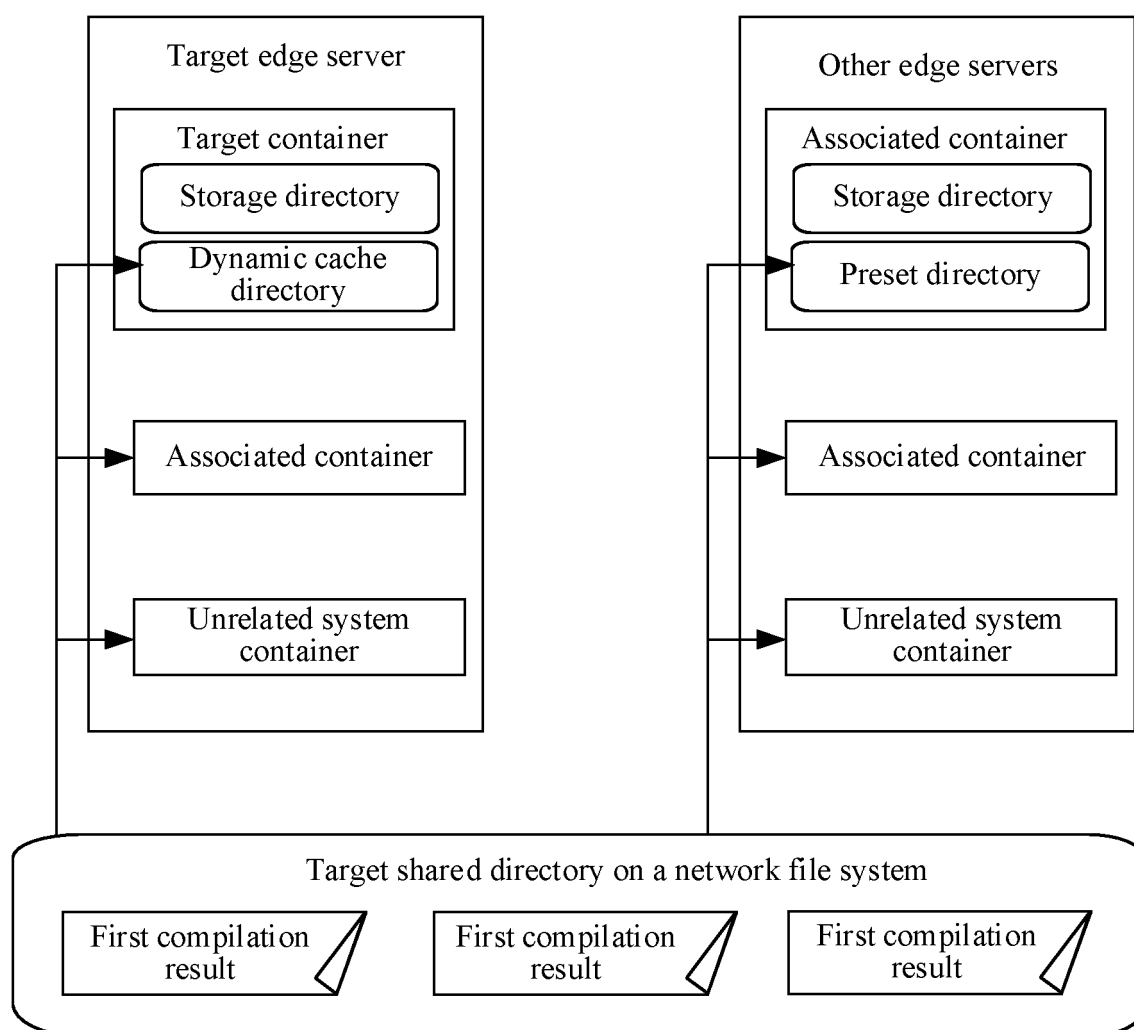 Target edge server
Target container
Storage directory
Dynamic cache
directory
Associated container
Unrelated system
container
Other edge servers
Associated container
Storage directory
Preset directory
Associated container
Unrelated system
container
Target shared directory on a network file system
First compilation
result
First compilation
result
First compilation
result